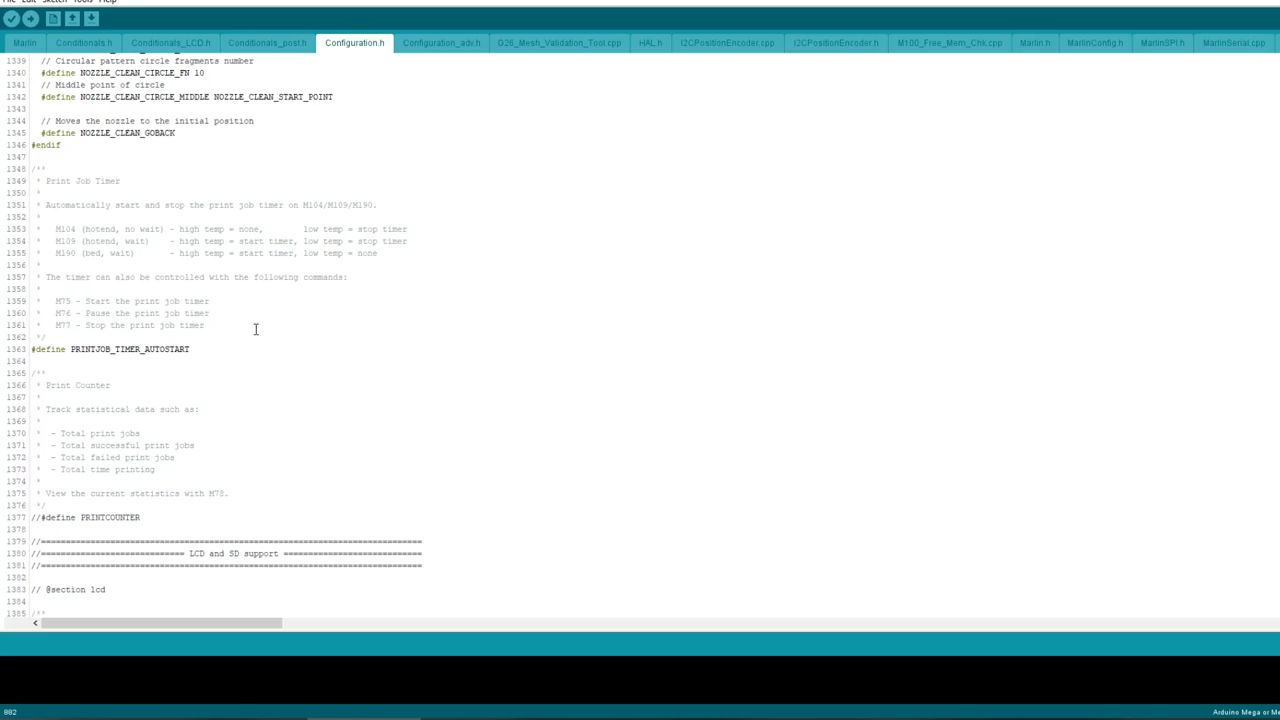 File Edit Sketch Tools Help
Marlin Conditionals.h Conditionals_LCD.h Conditionals_post.h Configuration.h Configuration_adv.h G26_Mesh_Validation_Tool.cpp HAL.h I2CPositionEncoder.cpp I2CPositionEncoder.h M100_Free_Mem_Chk.cpp Marlin.h MarlinConfig.h MarlinSPI.h MarlinSerial.cpp
1339 // Circular pattern circle fragments number
1340 #define NOZZLE_CLEAN_CIRCLE_FN 10
1341 // Middle point of circle
1342 #define NOZZLE_CLEAN_CIRCLE_MIDDLE NOZZLE_CLEAN_START_POINT
1343
1344 // Moves the nozzle to the initial position
1345 #define NOZZLE_CLEAN_GOBACK
1346 #endif
1347
1348 /**
1349 * Print Job Timer
1350 *
1351 * Automatically start and stop the print job timer on M104/M109/M190.
1352 *
1353 * M104 (hotend, no wait) - high temp = none, low temp = stop timer
1354 * M109 (hotend, wait) - high temp = start timer, low temp = stop timer
1355 * M190 (bed, wait) - high temp = start timer, low temp = none
1356 *
1357 * The timer can also be controlled with the following commands:
1358 *
1359 * M75 - Start the print job timer
1360 * M76 - Pause the print job timer
1361 * M77 - Stop the print job timer
1362 */
1363 #define PRINTJOB_TIMER_AUTOSTART
1364
1365 /**
1366 * Print Counter
1367 *
1368 * Track statistical data such as:
1369 *
1370 * - Total print jobs
1371 * - Total successful print jobs
1372 * - Total failed print jobs
1373 * - Total time printing
1374 *
1375 * View the current statistics with M78.
1376 */
1377 //#define PRINTCOUNTER
1378
1379 //=============================================================================
1380 //============================= LCD and SD support ============================
1381 //=============================================================================
1382
1383 // @section lcd
1384
1385 /**
882
Arduino Mega or